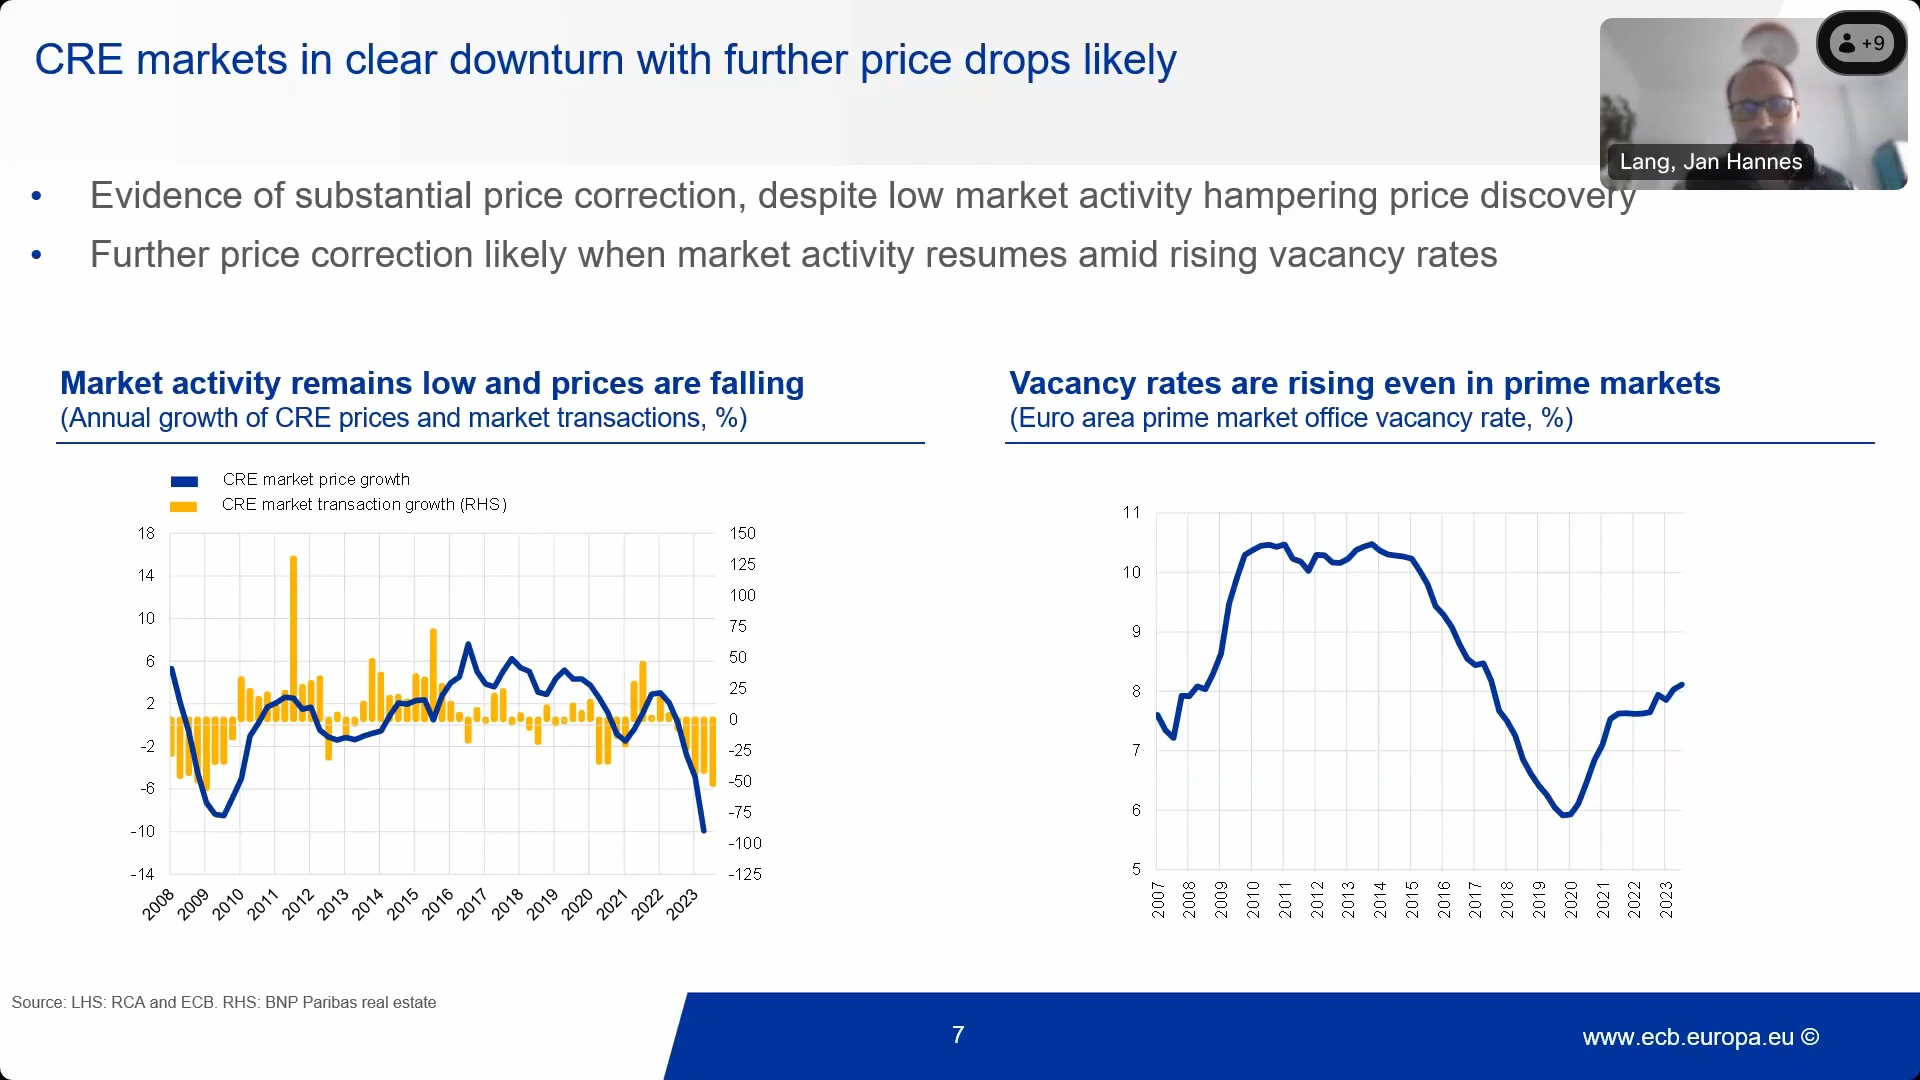 CRE markets in clear downturn with further price drops likely
+9
Lang, Jan Hannes
• Evidence of substantial price correction, despite low market activity hampering price discovery
• Further price correction likely when market activity resumes amid rising vacancy rates
Market activity remains low and prices are falling
(Annual growth of CRE prices and market transactions, %)
CRE market price growth
CRE market transaction growth (RHS)
18
14
10
6
2
-2
-6
-10
-14
150
125
100
75
50
25
0
-25
-50
-75
-100
-125
2008 2009 2010 2011 2012 2013 2014 2015 2016 2017 2018 2019 2020 2021 2022 2023
Vacancy rates are rising even in prime markets
(Euro area prime market office vacancy rate, %)
11
10
9
8
7
6
5
2007 2008 2009 2010 2011 2012 2013 2014 2015 2016 2017 2018 2019 2020 2021 2022 2023
Source: LHS: RCA and ECB. RHS: BNP Paribas real estate
7
www.ecb.europa.eu ©